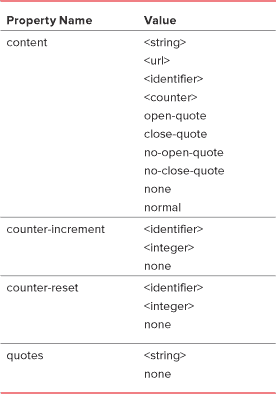 Property Name Value
content <string>
<url>
<identifier>
<counter>
open-quote
close-quote
no-open-quote
no-close-quote
none
normal
counter-increment <identifier>
<integer>
none
counter-reset <identifier>
<integer>
none
quotes <string>
none